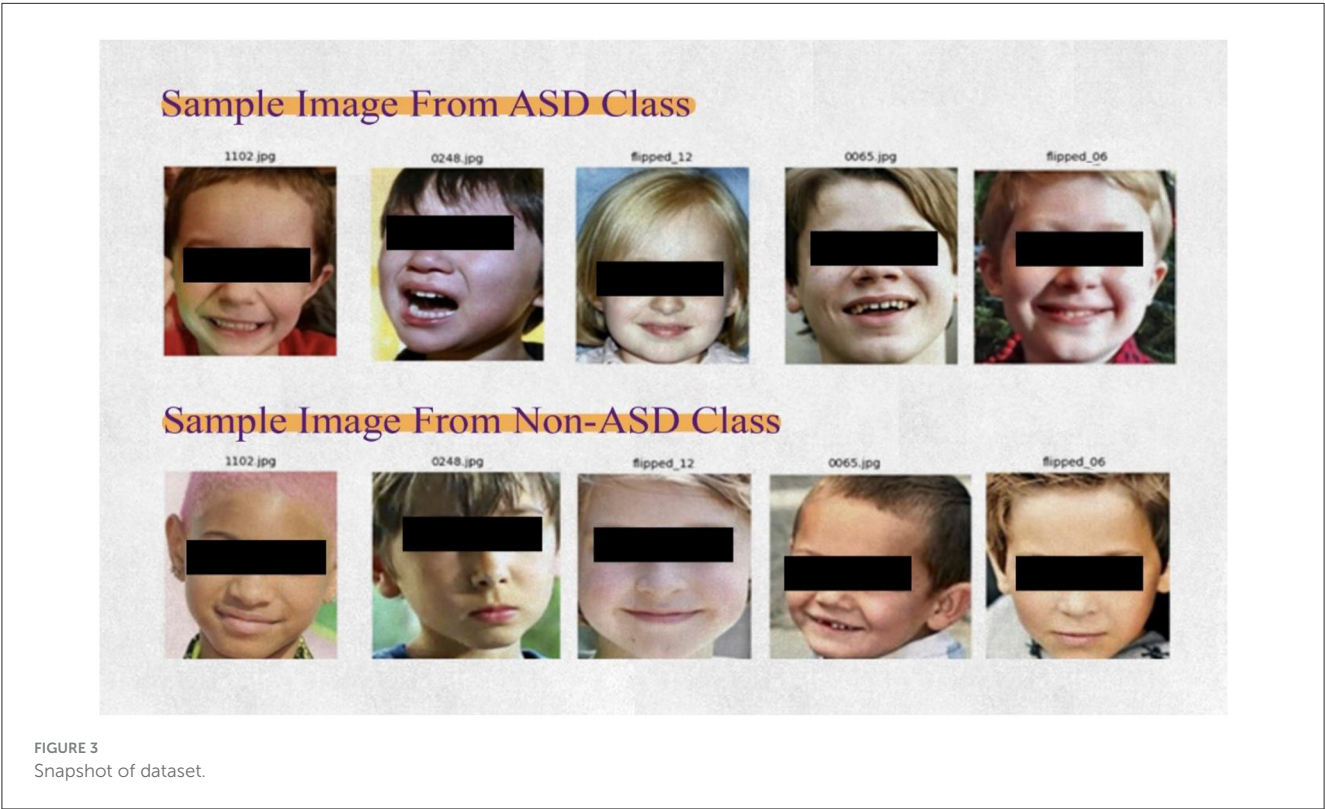 Sample Image From ASD Class
1102.jpg 0248.jpg flipped_12 0065.jpg flipped_06
Sample Image From Non-ASD Class
1102.jpg 0248.jpg flipped_12 0065.jpg flipped_06
FIGURE 3
Snapshot of dataset.